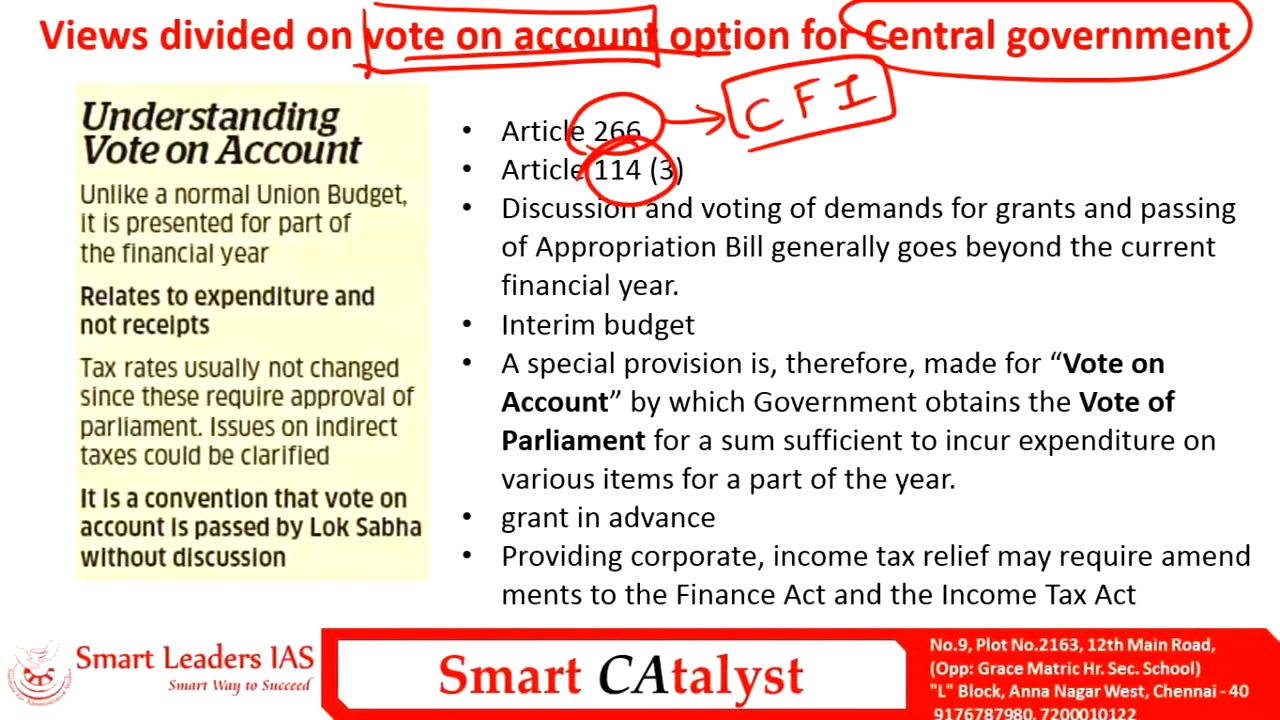 Views divided on vote on account option for Central government
Understanding
Vote on Account
Unlike a normal Union Budget,
it is presented for part of
the financial year
Relates to expenditure and
not receipts
Tax rates usually not changed
since these require approval of
parliament. Issues on indirect
taxes could be clarified
It is a convention that vote on
account is passed by Lok Sabha
without discussion
• Article 266
CFI
• Article 114 (3)
• Discussion and voting of demands for grants and passing
of Appropriation Bill generally goes beyond the current
financial year.
• Interim budget
• A special provision is, therefore, made for “Vote on
Account” by which Government obtains the Vote of
Parliament for a sum sufficient to incur expenditure on
various items for a part of the year.
• grant in advance
• Providing corporate, income tax relief may require amend
ments to the Finance Act and the Income Tax Act
Smart Leaders IAS
Smart Way to Succeed
Smart CAtalyst
No.9, Plot No.2163, 12th Main Road,
(Opp: Grace Matric Hr. Sec. School)
"L" Block, Anna Nagar West, Chennai - 40
9176787980, 7200010122